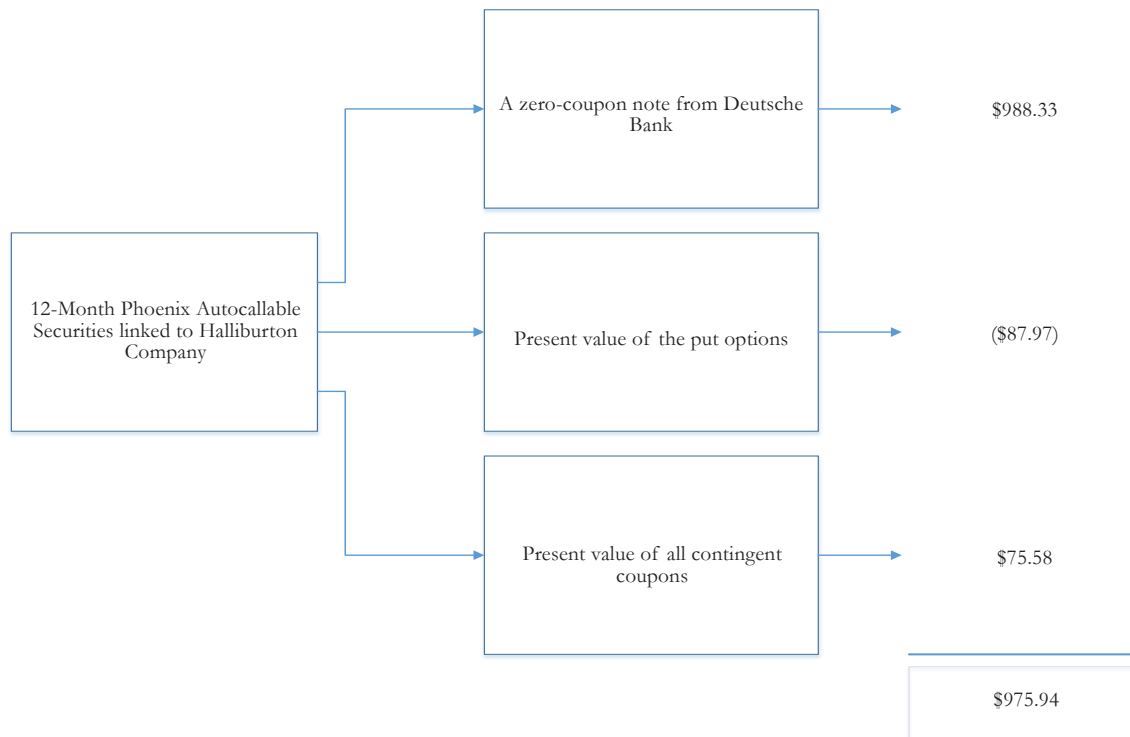 A zero-coupon note from Deutsche
Bank
$988.33
12-Month Phoenix Autocallable
Securities linked to Halliburton
Company
Present value of the put options
($87.97)
Present value of all contingent
coupons
$75.58
$975.94